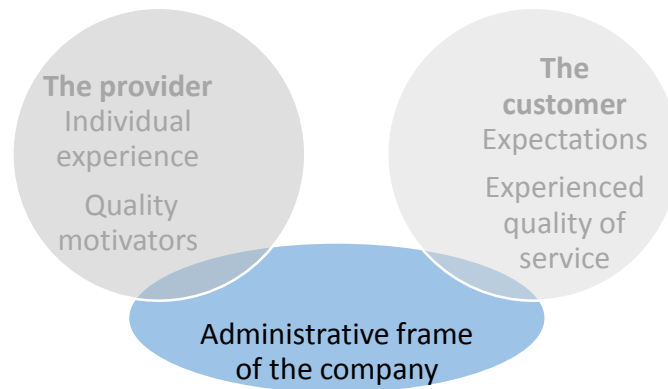 The provider
Individual
experience
Quality
motivators
The
customer
Expectations
Experienced
quality of
service
Administrative frame
of the company